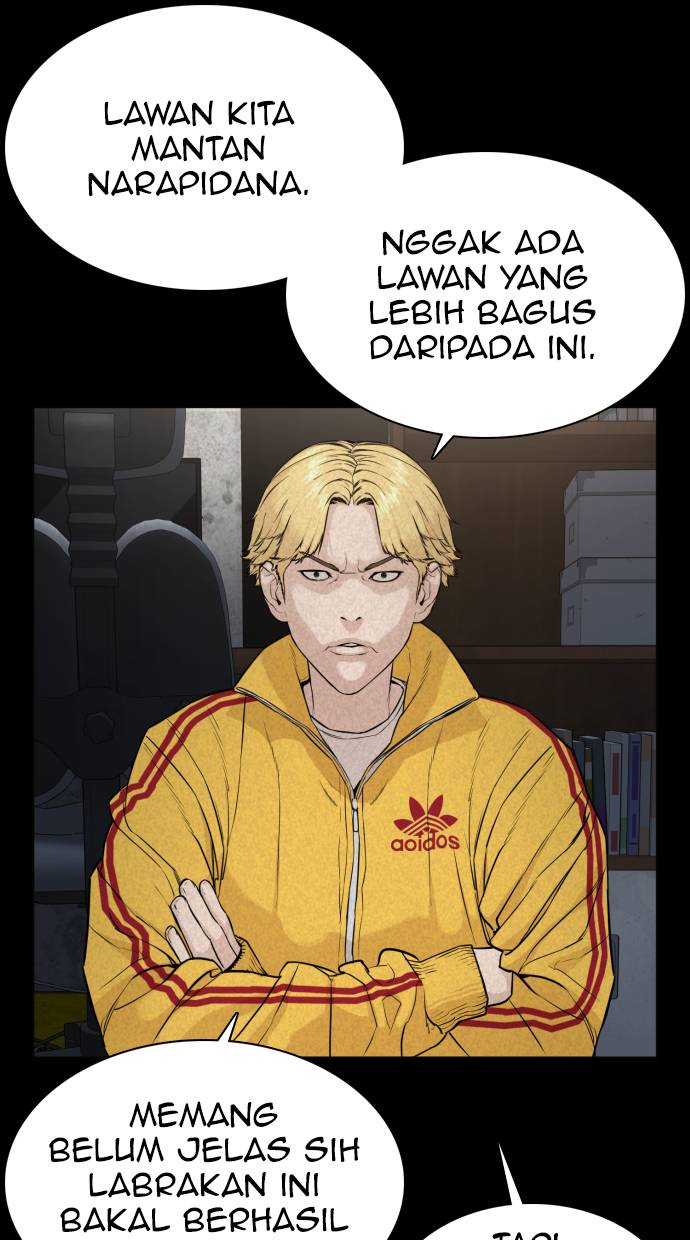 LAWAN KITA
MANTAN
NARAPIDANA.
NGGAK ADA
LAWAN YANG
LEBIH BAGUS
DARIPADA INI.
aoidos
MEMANG
BELUM JELAS SIH
LABRAKAN INI
BAKAL BERHASIL
TAPI